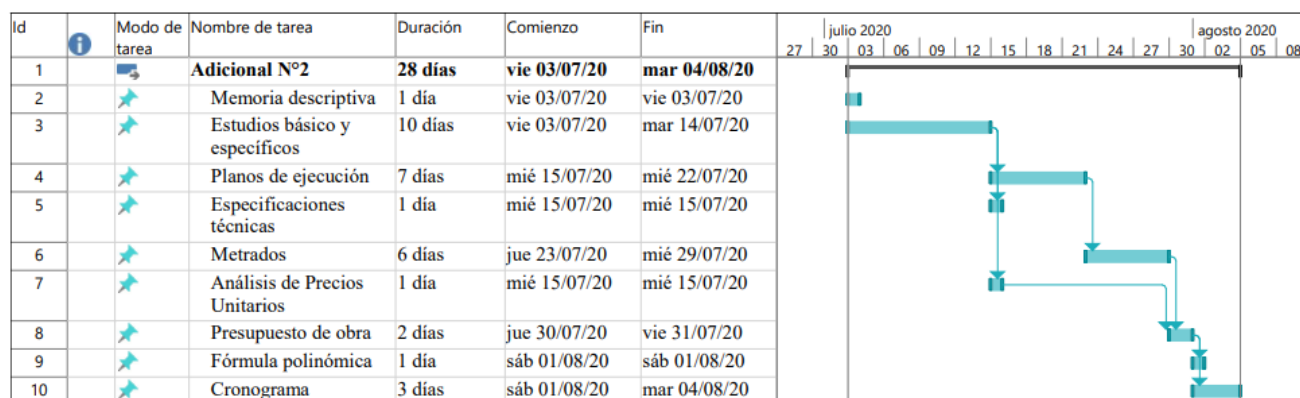 Id Modo de Nombre de tarea Duración Comienzo Fin julio 2020 agosto 2020
tarea 27 30 03 06 09 12 15 18 21 24 27 30 02 05 08
1 Adicional N°2 28 días vie 03/07/20 mar 04/08/20
2 Memoria descriptiva 1 día vie 03/07/20 vie 03/07/20
3 Estudios básico y 10 días vie 03/07/20 mar 14/07/20
específicos
4 Planos de ejecución 7 días mié 15/07/20 mié 22/07/20
5 Especificaciones 1 día mié 15/07/20 mié 15/07/20
técnicas
6 Metrados 6 días jue 23/07/20 mié 29/07/20
7 Análisis de Precios 1 día mié 15/07/20 mié 15/07/20
Unitarios
8 Presupuesto de obra 2 días jue 30/07/20 vie 31/07/20
9 Fórmula polinómica 1 día sáb 01/08/20 sáb 01/08/20
10 Cronograma 3 días sáb 01/08/20 mar 04/08/20